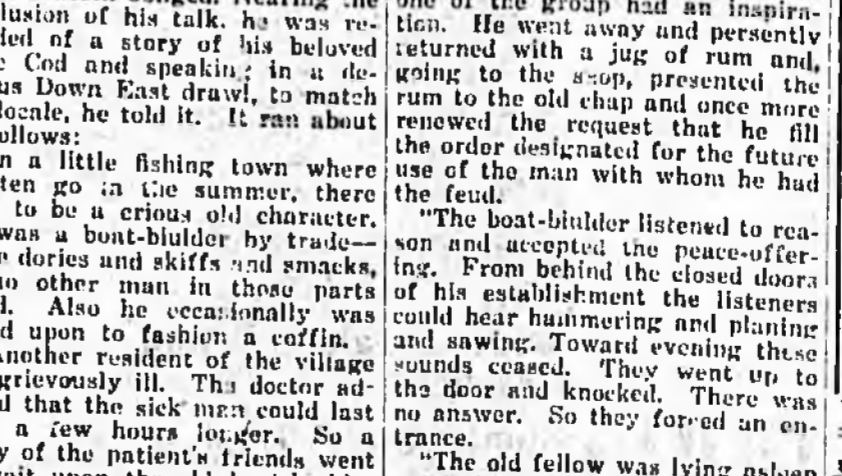 lusion of his talk, he was re-
ded of a story of his beloved
e Cod and speaking in a de-
us Down East drawl, to match
locale, he told it. It ran about
ollows:
n a little fishing town where
ten go in the summer, there
to be a crious old character.
was a boat-biulder by trade—
e dories and skiffs and smacks,
no other man in those parts
d. Also he occasionally was
d upon to fashion a coffin.
Another resident of the village
grievously ill. The doctor ad-
d that the sick man could last
a few hours longer. So a
y of the patient's friends went
one of the group had an inspira-
tion. He went away and persently
returned with a jug of rum and,
going to the shop, presented the
rum to the old chap and once more
renewed the request that he fill
the order designated for the future
use of the man with whom he had
the feud.
"The boat-biulder listened to rea-
son and accepted the peace-offer-
ing. From behind the closed doors
of his establishment the listeners
could hear hammering and planing
and sawing. Toward evening these
sounds ceased. They went up to
the door and knocked. There was
no answer. So they forred an en-
trance.
"The old fellow was lying asleep